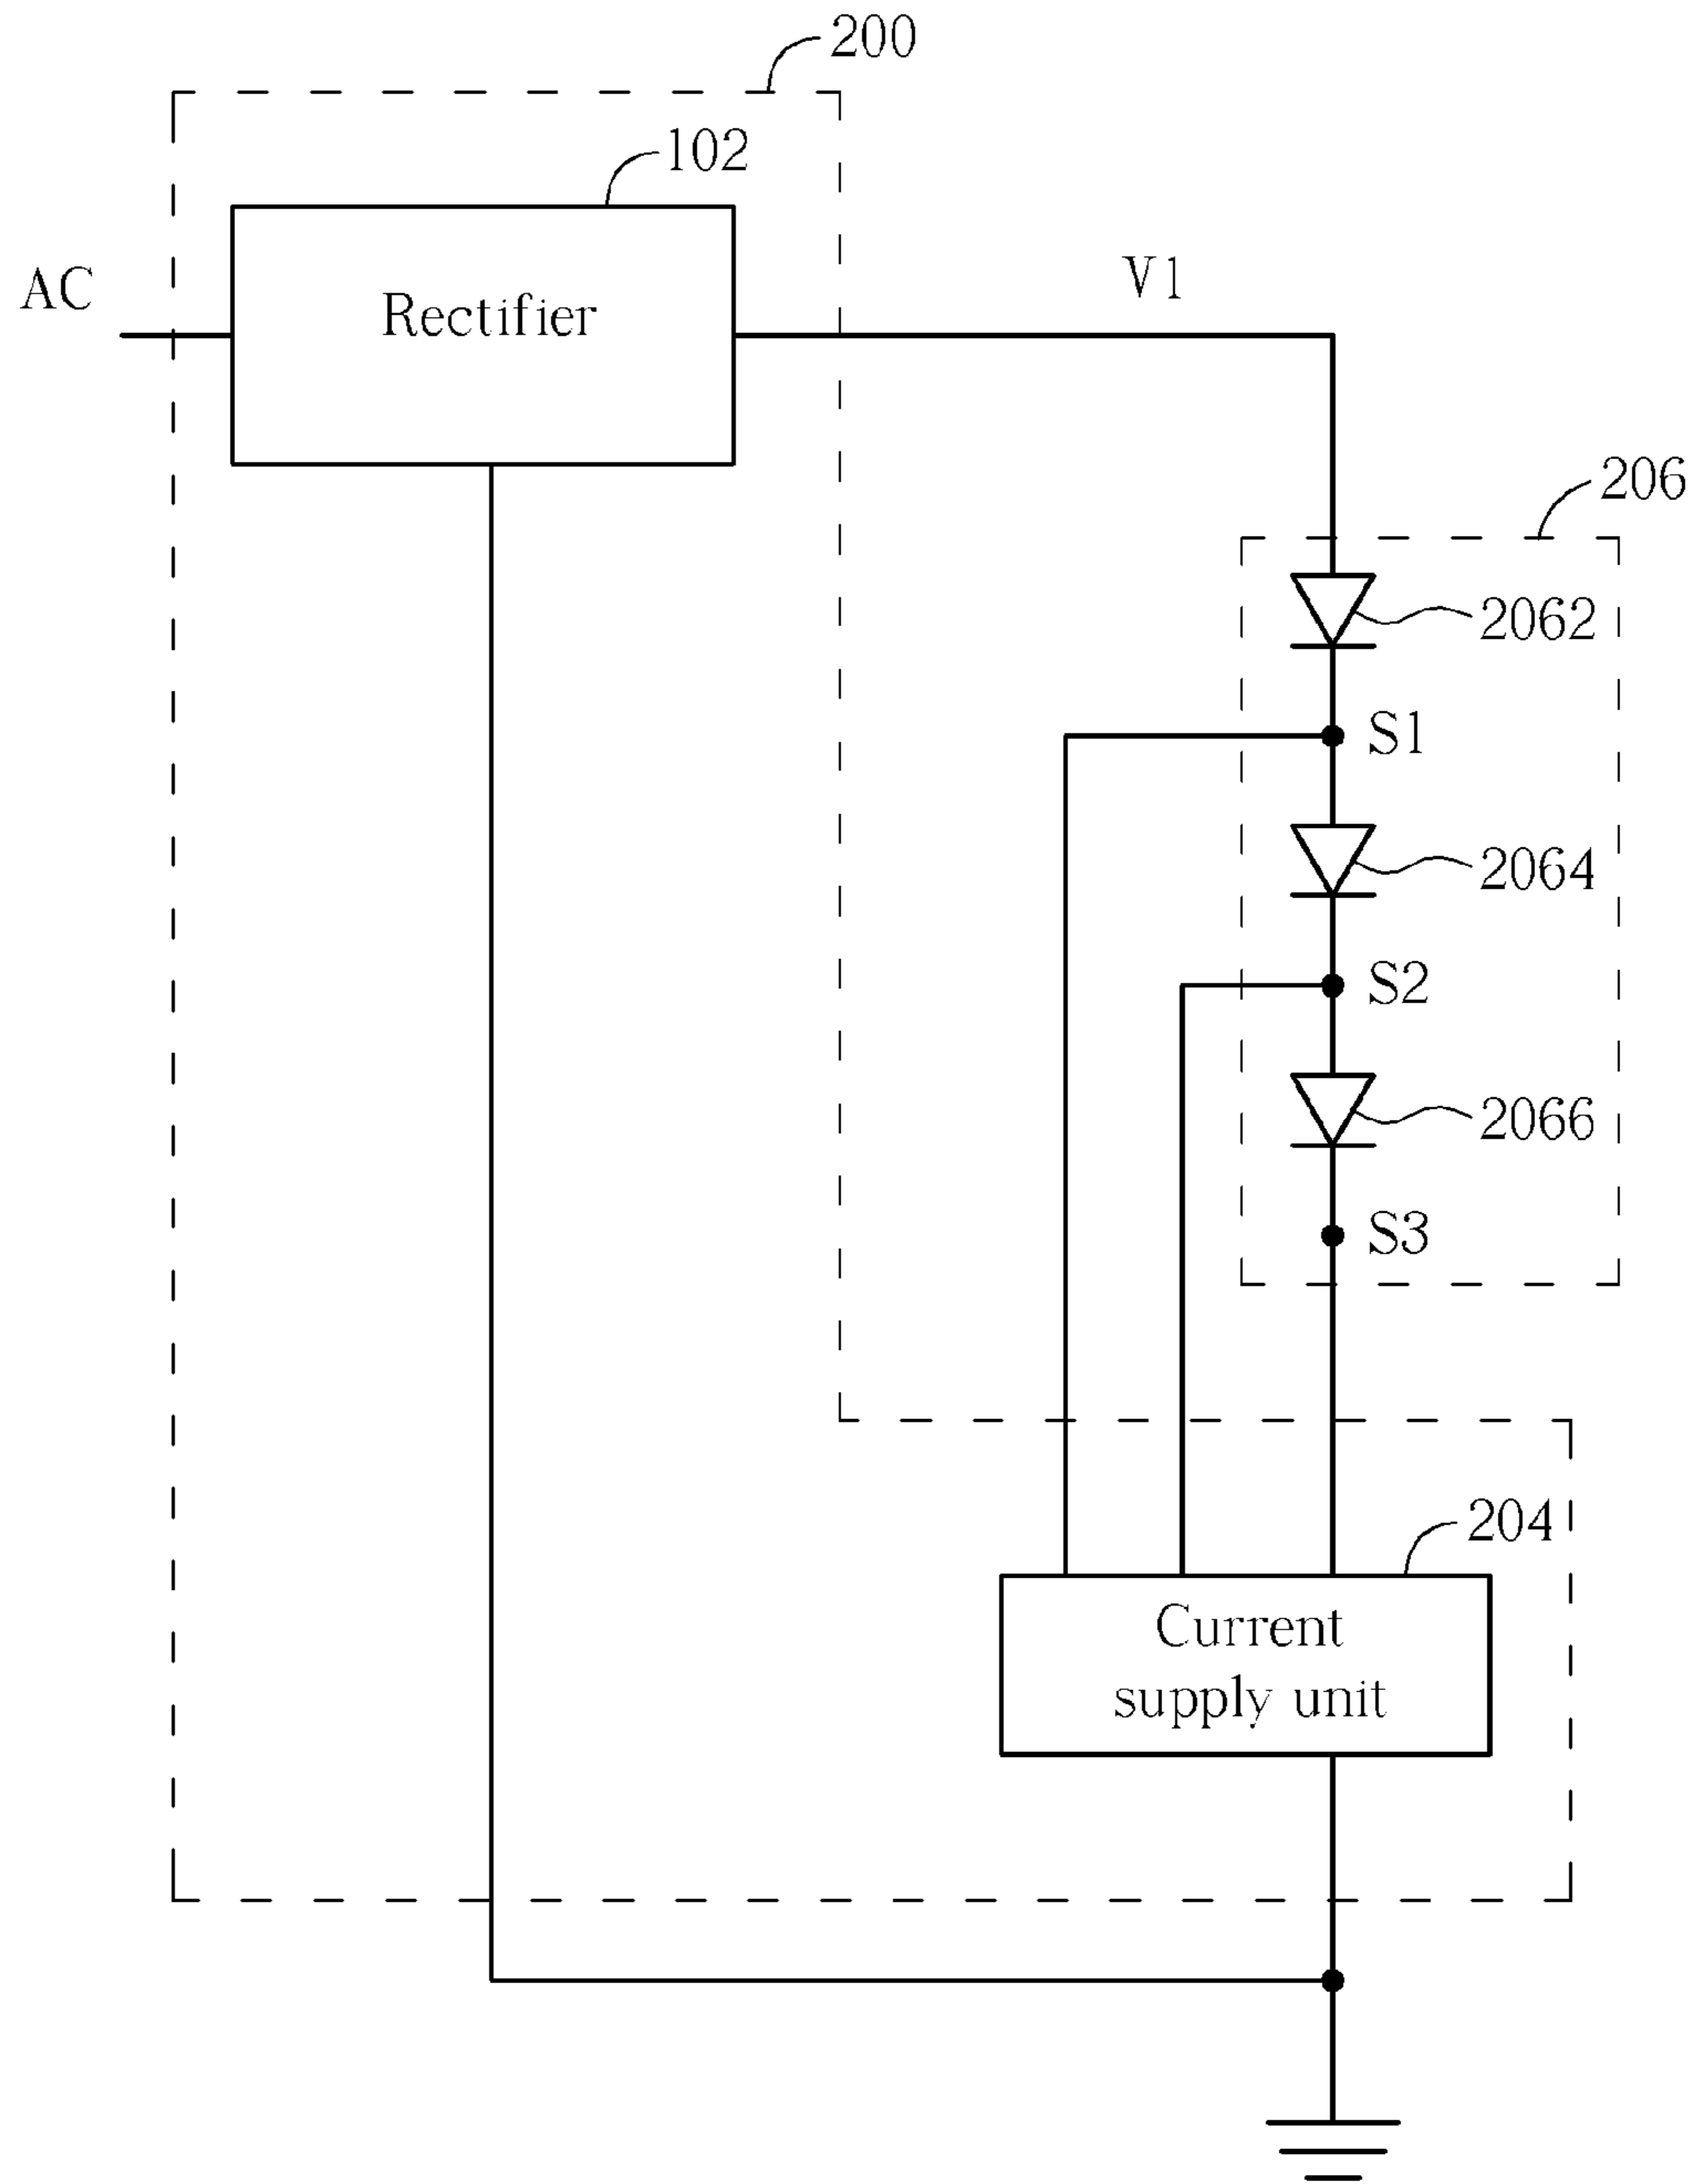 200
102
AC
Rectifier
V1
206
2062
S1
2064
S2
2066
S3
204
Current
supply unit